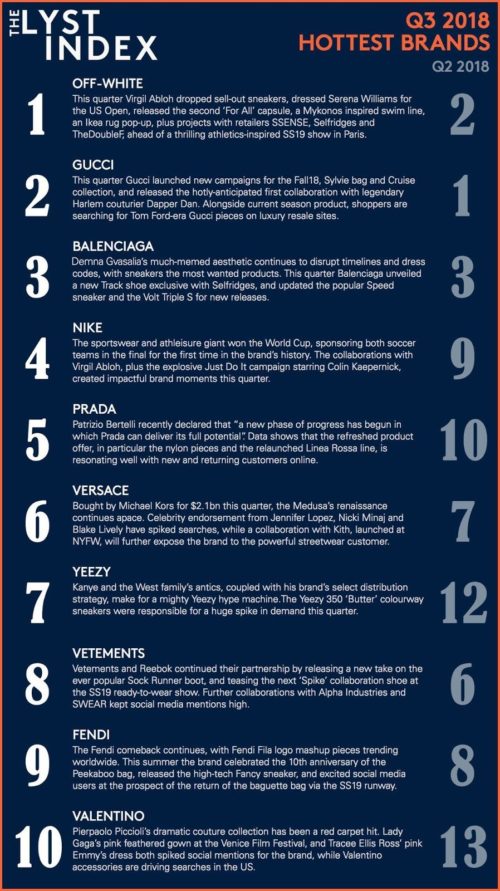 THE LYST
INDEX
Q3 2018
HOTTEST BRANDS
Q2 2018
1
OFF-WHITE
This quarter Virgil Abloh dropped sell-out sneakers, dressed Serena Williams for
the US Open, released the second 'For All' capsule, a Mykonos inspired swim line,
an Ikea rug pop-up, plus projects with retailers SSENSE, Selfridges and
TheDoubleF, ahead of a thrilling athletics-inspired SS19 show in Paris.
2
2
GUCCI
This quarter Gucci launched new campaigns for the Fall18, Sylvie bag and Cruise
collection, and released the hotly-anticipated first collaboration with legendary
Harlem couturier Dapper Dan. Alongside current season product, shoppers are
searching for Tom Ford-era Gucci pieces on luxury resale sites.
1
3
BALENCIAGA
Demna Gvasalia's much-memed aesthetic continues to disrupt timelines and dress
codes, with sneakers the most wanted products. This quarter Balenciaga unveiled
a new Track shoe exclusive with Selfridges, and updated the popular Speed
sneaker and the Volt Triple S for new releases.
3
4
NIKE
The sportswear and athleisure giant won the World Cup, sponsoring both soccer
teams in the final for the first time in the brand's history. The collaborations with
Virgil Abloh, plus the explosive Just Do It campaign starring Colin Kaepernick,
created impactful brand moments this quarter.
9
5
PRADA
Patrizio Bertelli recently declared that "a new phase of progress has begun in
which Prada can deliver its full potential". Data shows that the refreshed product
offer, in particular the nylon pieces and the relaunched Linea Rossa line, is
resonating well with new and returning customers online.
10
6
VERSACE
Bought by Michael Kors for $2.1bn this quarter, the Medusa's renaissance
continues apace. Celebrity endorsement from Jennifer Lopez, Nicki Minaj and
Blake Lively have spiked searches, while a collaboration with Kith, launched at
NYFW, will further expose the brand to the powerful streetwear customer.
7
7
YEEZY
Kanye and the West family's antics, coupled with his brand's select distribution
strategy, make for a mighty Yeezy hype machine.The Yeezy 350 'Butter' colourway
sneakers were responsible for a huge spike in demand this quarter.
12
8
VETEMENTS
Vetements and Reebok continued their partnership by releasing a new take on the
ever popular Sock Runner boot, and teasing the next 'Spike' collaboration shoe at
the SS19 ready-to-wear show. Further collaborations with Alpha Industries and
SWEAR kept social media mentions high.
6
9
FENDI
The Fendi comeback continues, with Fendi Fila logo mashup pieces trending
worldwide. This summer the brand celebrated the 10th anniversary of the
Peekaboo bag, released the high-tech Fancy sneaker, and excited social media
users at the prospect of the return of the baguette bag via the SS19 runway.
8
10
VALENTINO
Pierpaolo Piccioli's dramatic couture collection has been a red carpet hit. Lady
Gaga's pink feathered gown at the Venice Film Festival, and Tracee Ellis Ross' pink
Emmy's dress both spiked social mentions for the brand, while Valentino
accessories are driving searches in the US.
13